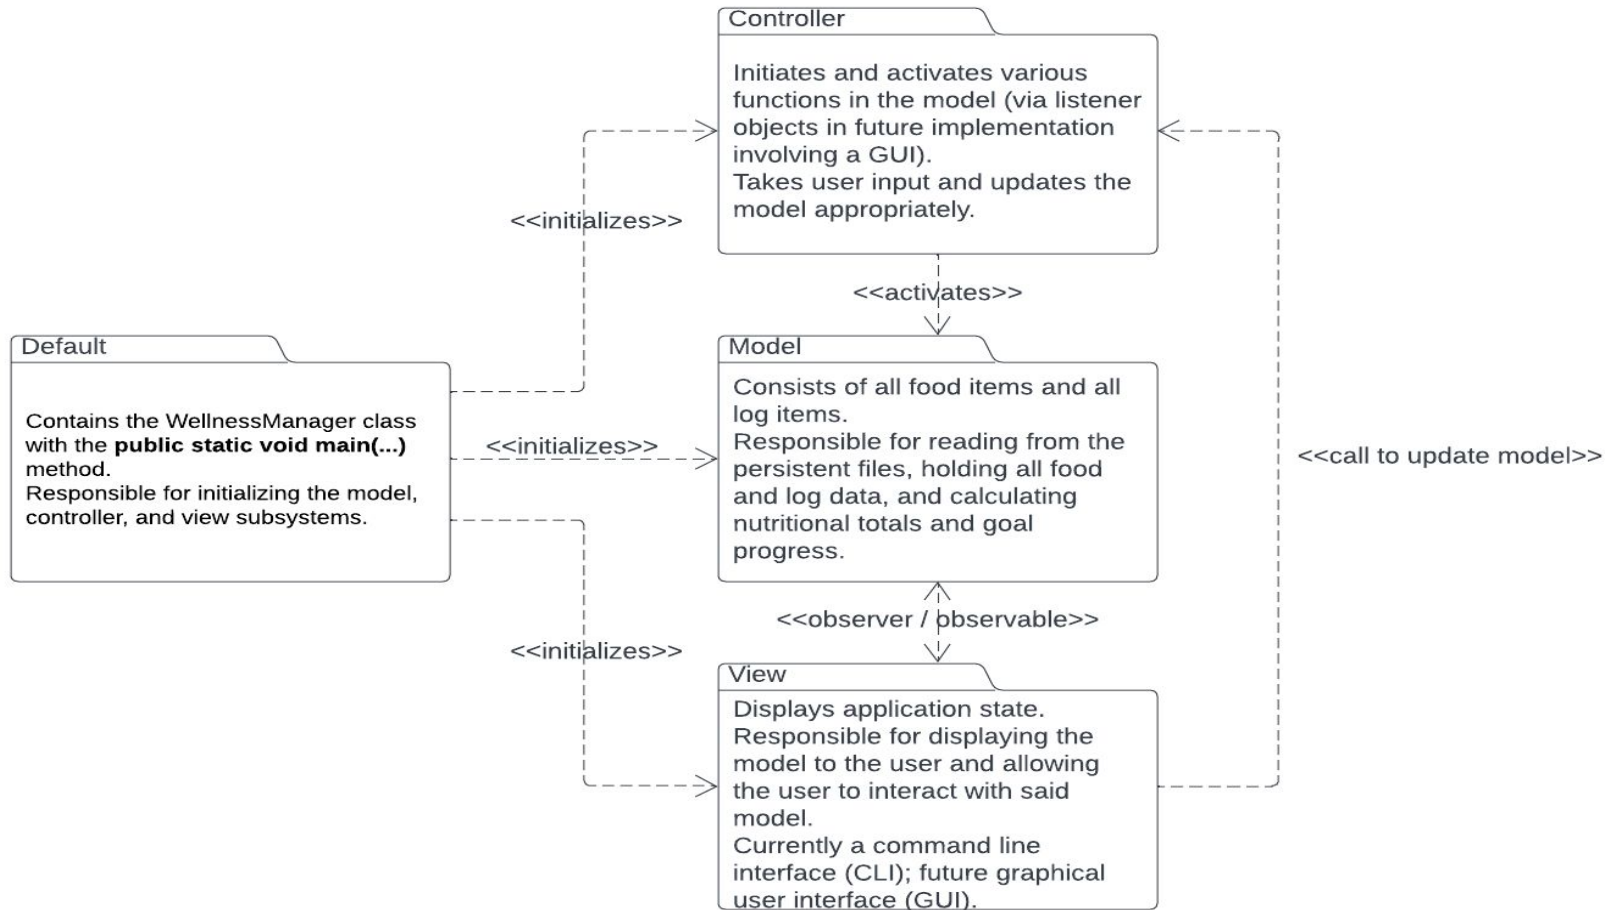 Controller
Initiates and activates various
functions in the model (via listener
objects in future implementation
involving a GUI).
Takes user input and updates the
model appropriately.
<<initializes>>
<<activates>>
Default
Contains the WellnessManager class
with the public static void main(...)
method.
Responsible for initializing the model,
controller, and view subsystems.
<<initializes>>
Model
Consists of all food items and all
log items.
Responsible for reading from the
persistent files, holding all food
and log data, and calculating
nutritional totals and goal
progress.
<<call to update model>>
<<observer / observable>>
<<initializes>>
View
Displays application state.
Responsible for displaying the
model to the user and allowing
the user to interact with said
model.
Currently a command line
interface (CLI); future graphical
user interface (GUI).